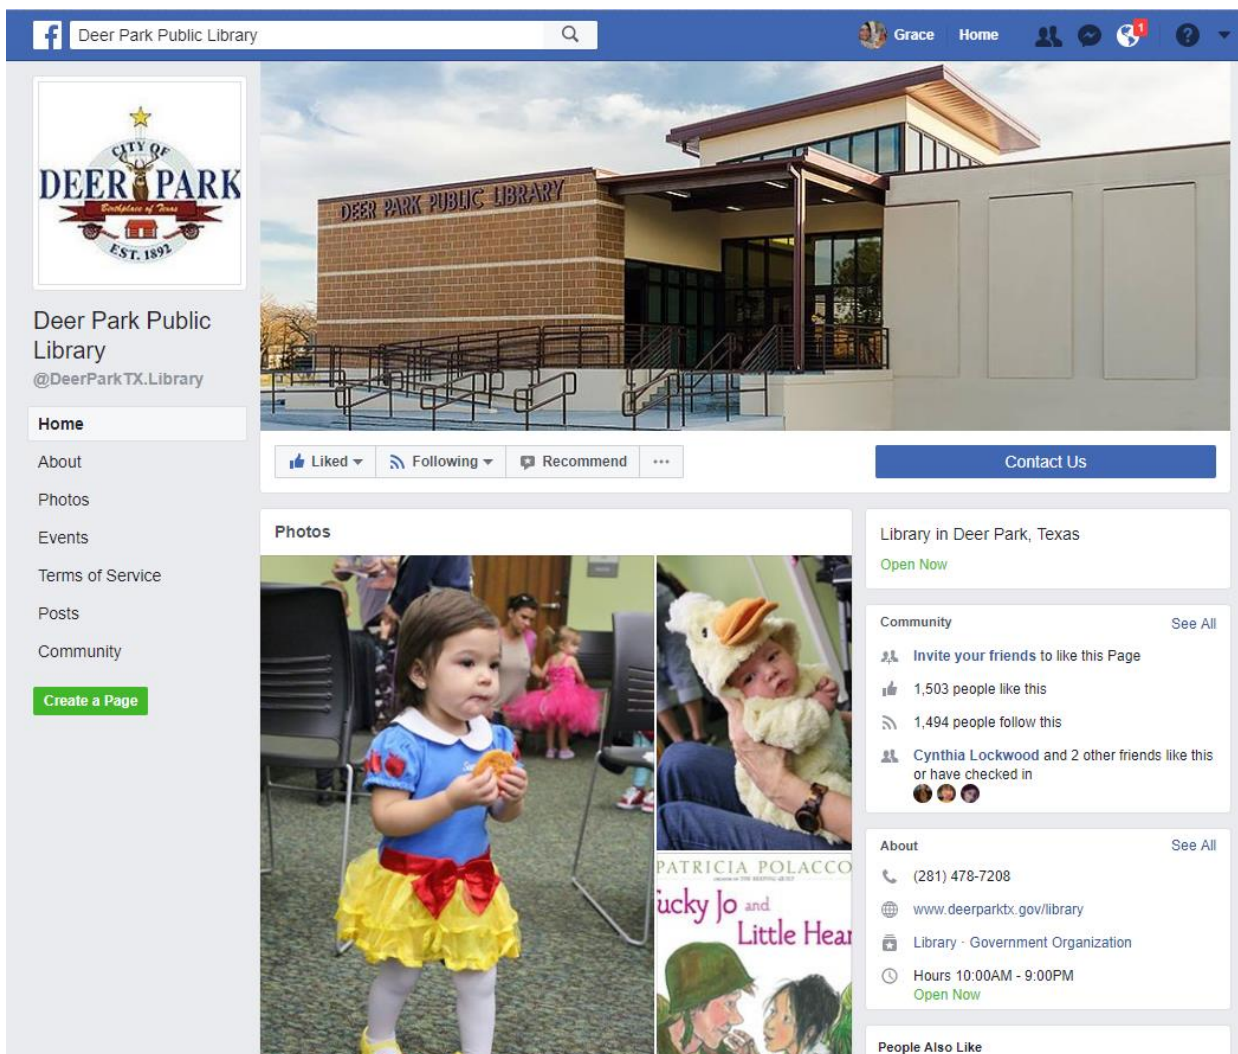 Deer Park Public Library
Grace
Home
1
CITY OF
DEER PARK
Birthplace of Texas
EST. 1892
DEER PARK PUBLIC LIBRARY
Deer Park Public
Library
@DeerParkTX.Library
Home
About
Photos
Events
Terms of Service
Posts
Community
Create a Page
Liked
Following
Recommend
Contact Us
Photos
PATRICIA POLACCO
ucky Jo and
Little Hear
Library in Deer Park, Texas
Open Now
Community See All
Invite your friends to like this Page
1,503 people like this
1,494 people follow this
Cynthia Lockwood and 2 other friends like this
or have checked in
About See All
(281) 478-7208
www.deerparktx.gov/library
Library · Government Organization
Hours 10:00AM - 9:00PM
Open Now
People Also Like